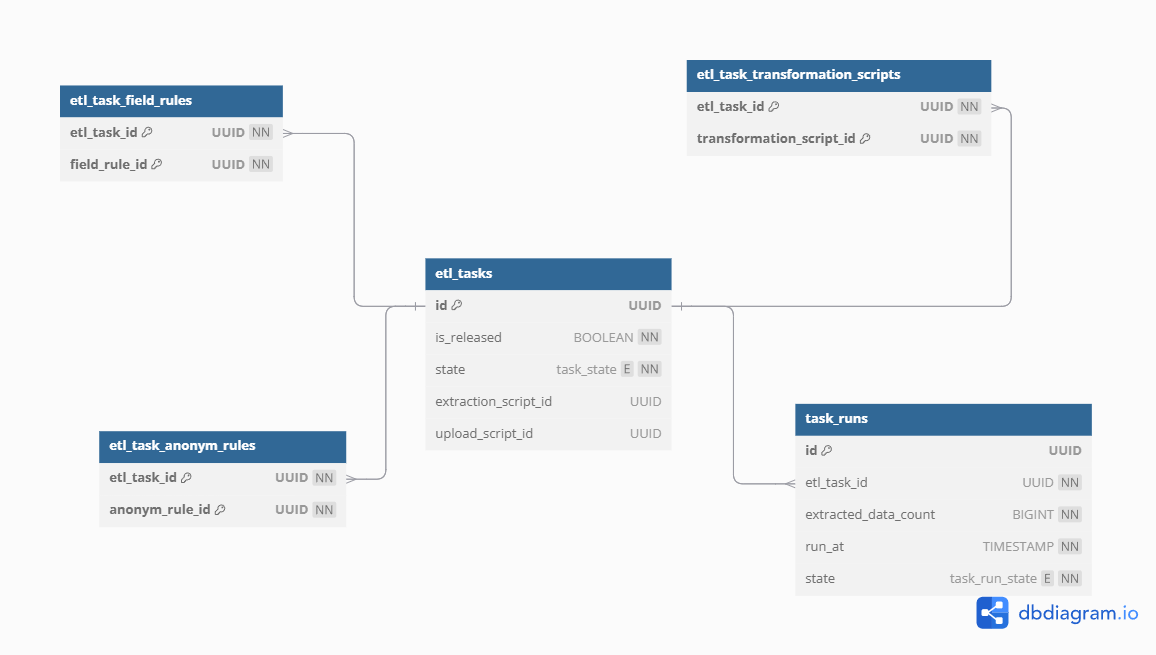 etl_task_field_rules
etl_task_id UUID NN
field_rule_id UUID NN
etl_task_transformation_scripts
etl_task_id UUID NN
transformation_script_id UUID NN
etl_tasks
id UUID
is_released BOOLEAN NN
state task_state E NN
extraction_script_id UUID
upload_script_id UUID
etl_task_anonym_rules
etl_task_id UUID NN
anonym_rule_id UUID NN
task_runs
id UUID
etl_task_id UUID NN
extracted_data_count BIGINT NN
run_at TIMESTAMP NN
state task_run_state E NN
dbdiagram.io